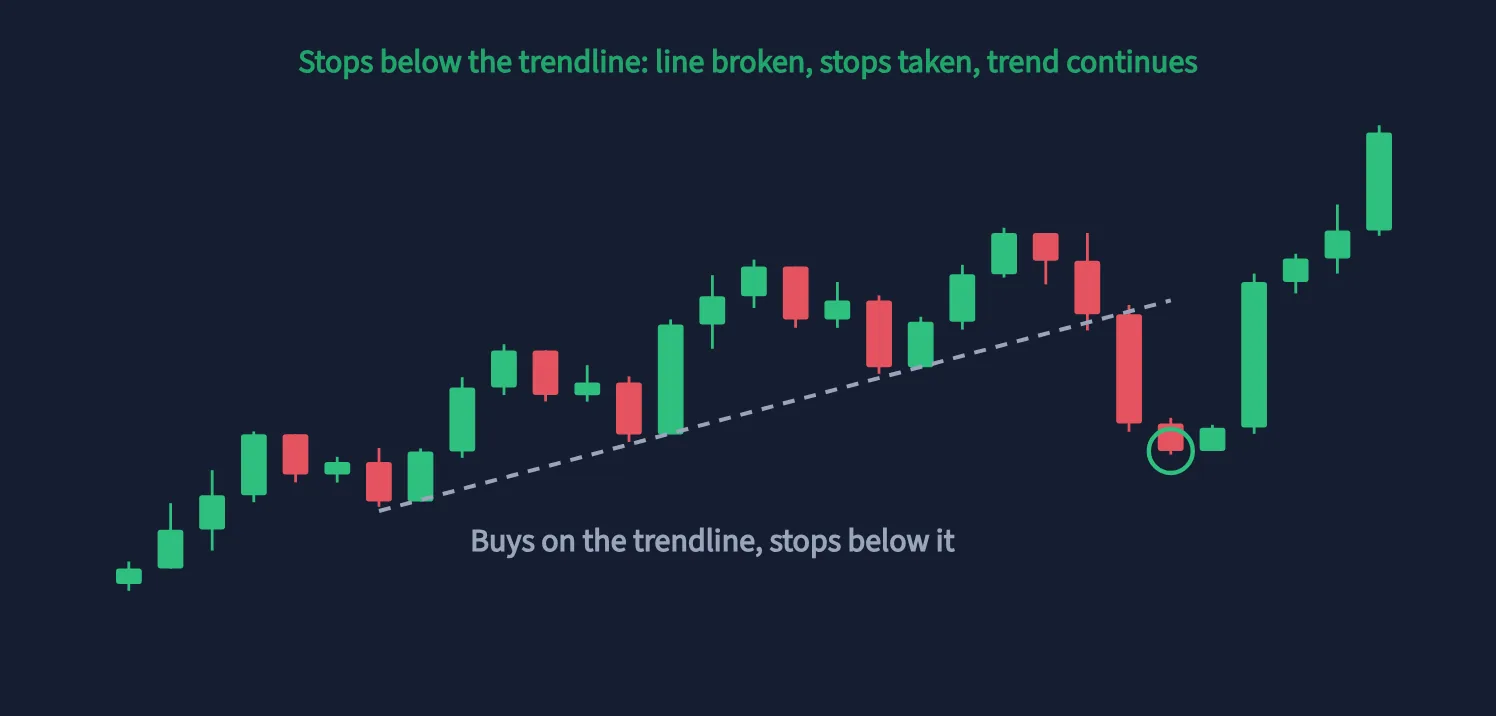 Stops below the trendline: line broken, stops taken, trend continues
Buys on the trendline, stops below it